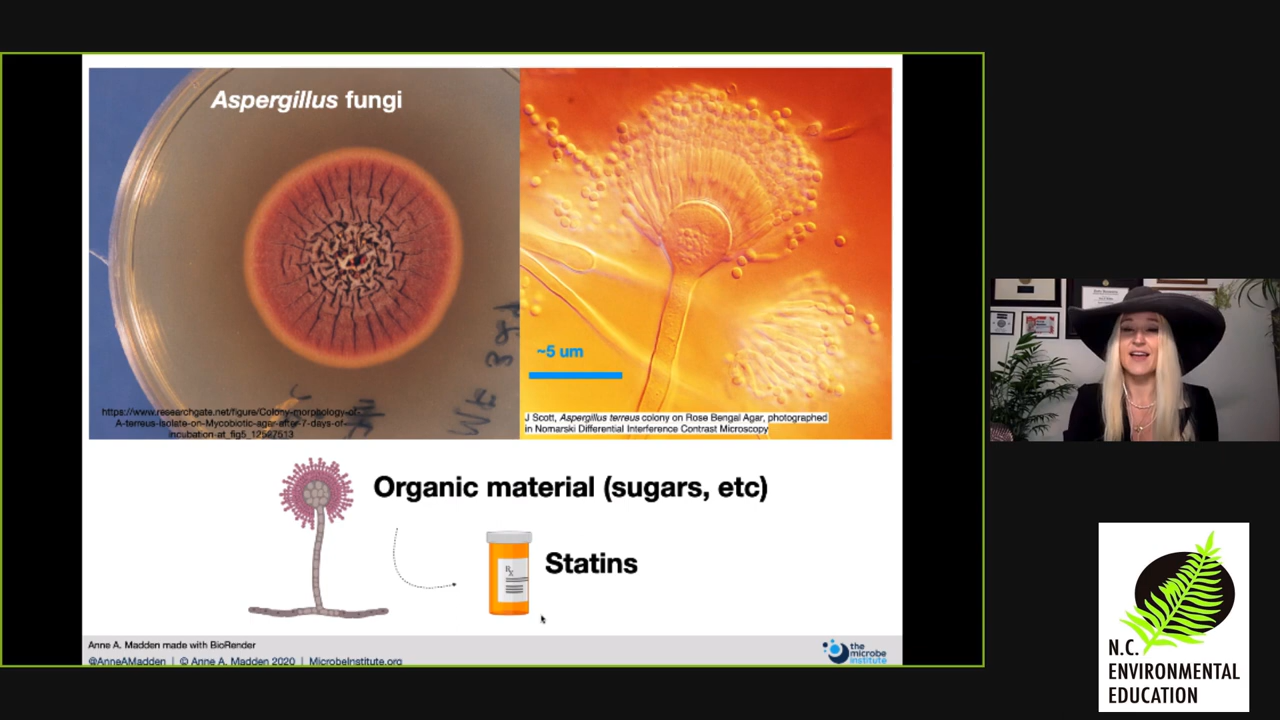 Aspergillus fungi
https://www.researchgate.net/figure/Colony-morphology-of-
A-terreus-isolate-on-Mycobiotic-agar-after-7-days-of-
incubation-at_fig5_12597513
~5 um
J Scott, Aspergillus terreus colony on Rose Bengal Agar, photographed
in Nomarski Differential Interference Contrast Microscopy
Organic material (sugars, etc)
Rx
Statins
Anne A. Madden made with BioRender
@AnneAMadden | © Anne A. Madden 2020 | MicrobeInstitute.org
the
microbe
institute
N.C.
ENVIRONMENTAL
EDUCATION